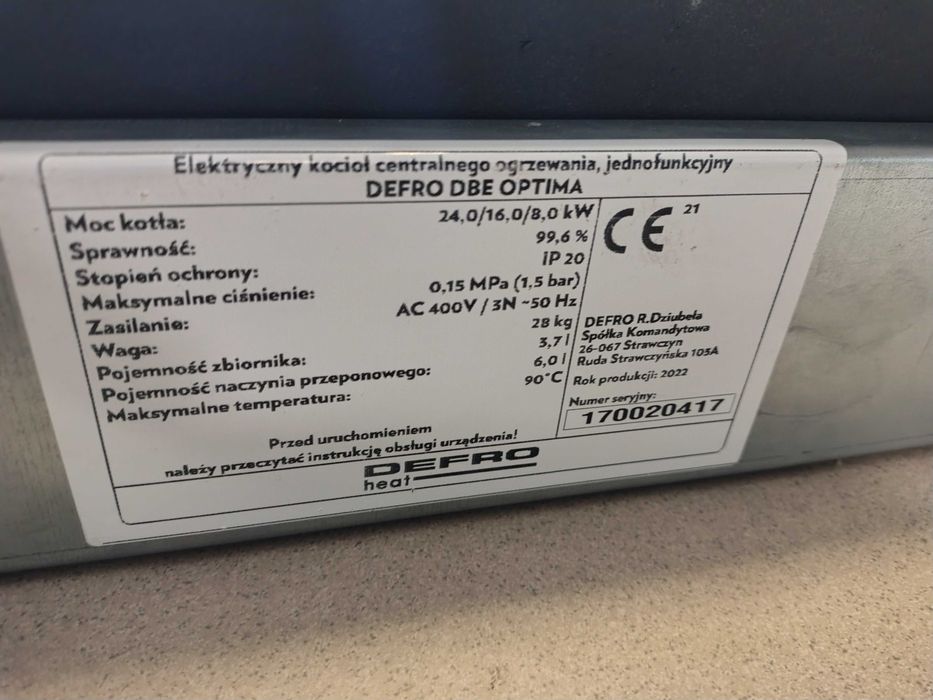 Elektryczny kocioł centralnego ogrzewania, jednofunkcyjny
DEFRO DBE OPTIMA
Moc kotła: 24,0/16,0/8,0 kW
Sprawność: 99,6 %
Stopień ochrony: IP 20
Maksymalne ciśnienie: 0,15 MPa (1,5 bar)
Zasilanie: AC 400V / 3N ~50 Hz
Waga: 28 kg
Pojemność zbiornika: 3,7 l
Pojemność naczynia przeponowego: 6,0 l
Maksymalne temperatura: 90°C
CE 21
DEFRO R.Dziubeła
Spółka Komandytowa
26-067 Strawczyn
Ruda Strawczyńska 105A
Rok produkcji: 2022
Numer seryjny:
170020417
Przed uruchomieniem
należy przeczytać instrukcję obsługi urządzenia!
DEFRO
heat